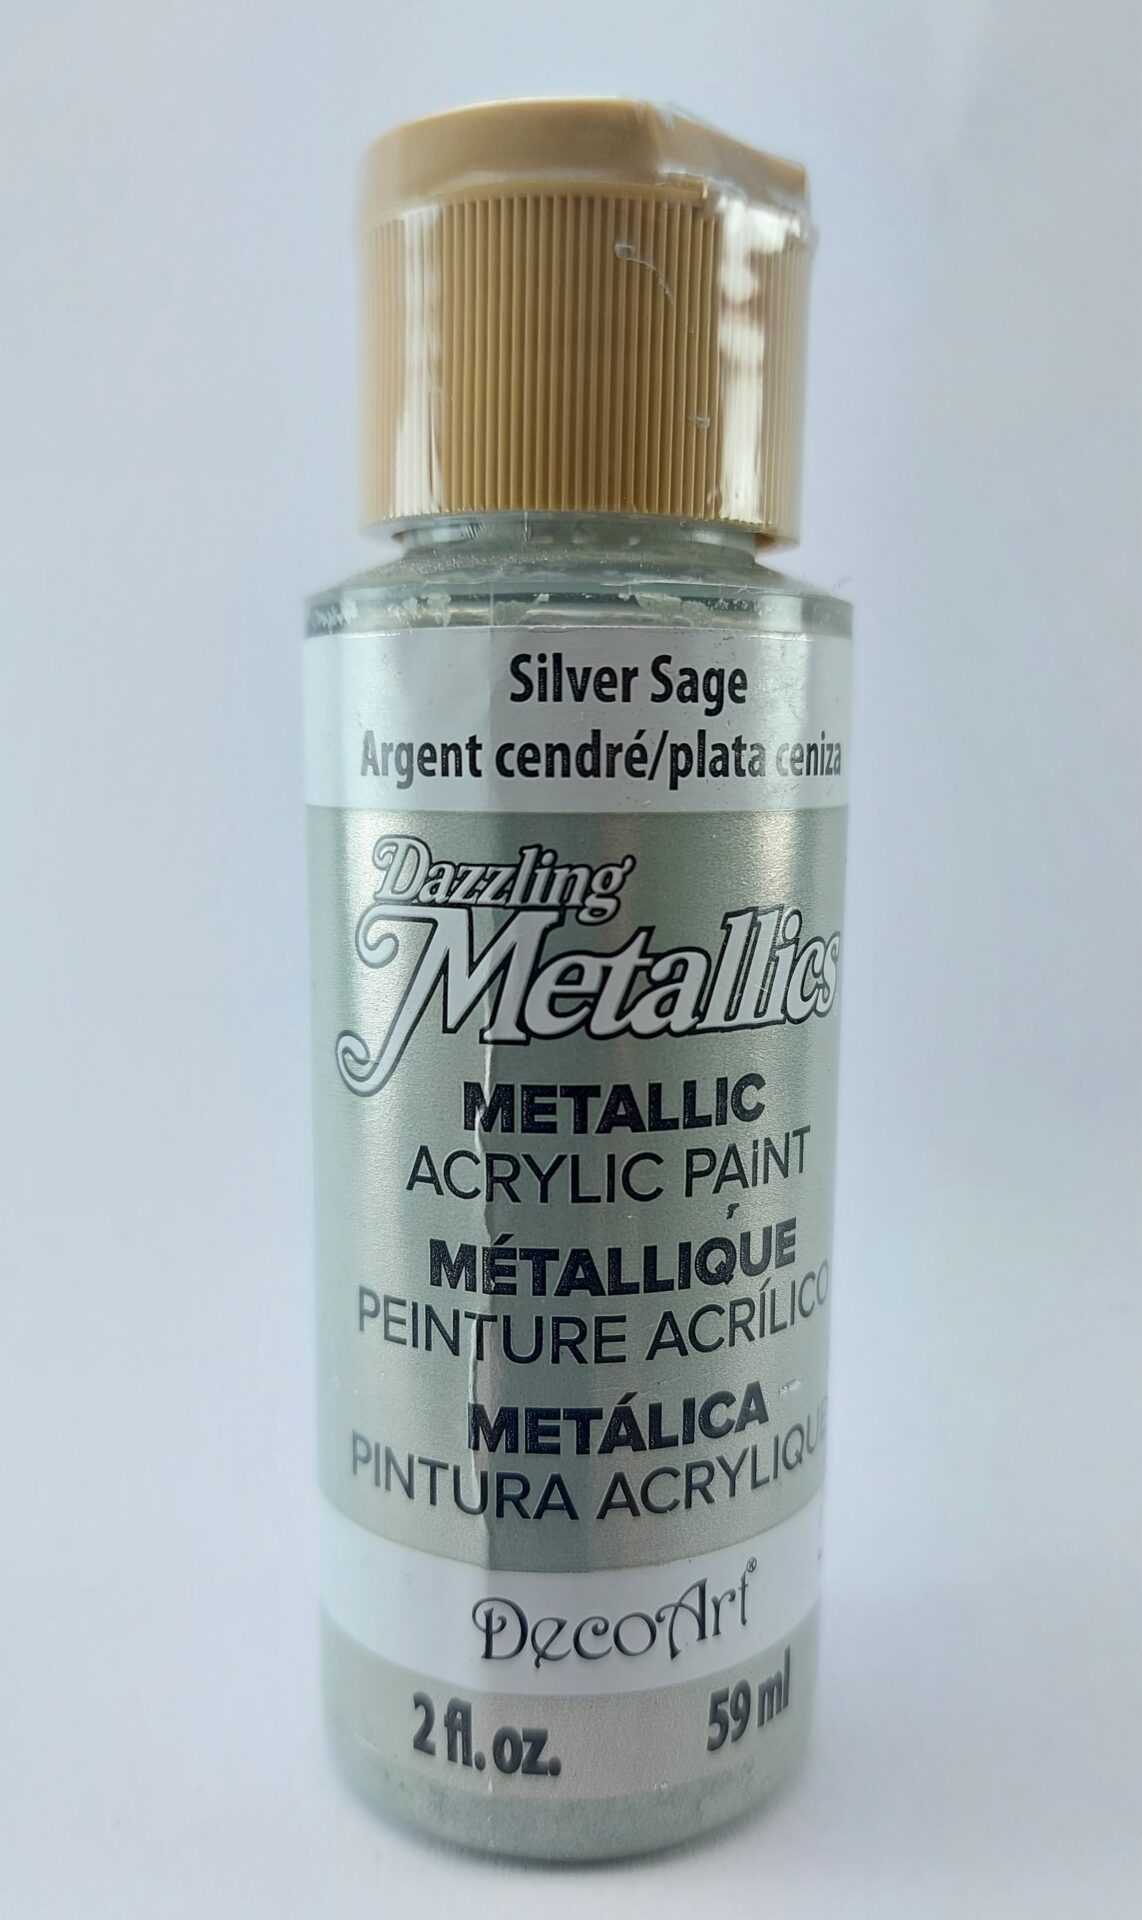 Silver Sage
Argent cendré/plata ceniza
Dazzling
Metallics
METALLIC
ACRYLIC PAINT
MÉTALLIQUE
PEINTURE ACRÍLICO
METÁLICA
PINTURA ACRYLIQUE
DecoArt®
2 fl. oz. 59 ml